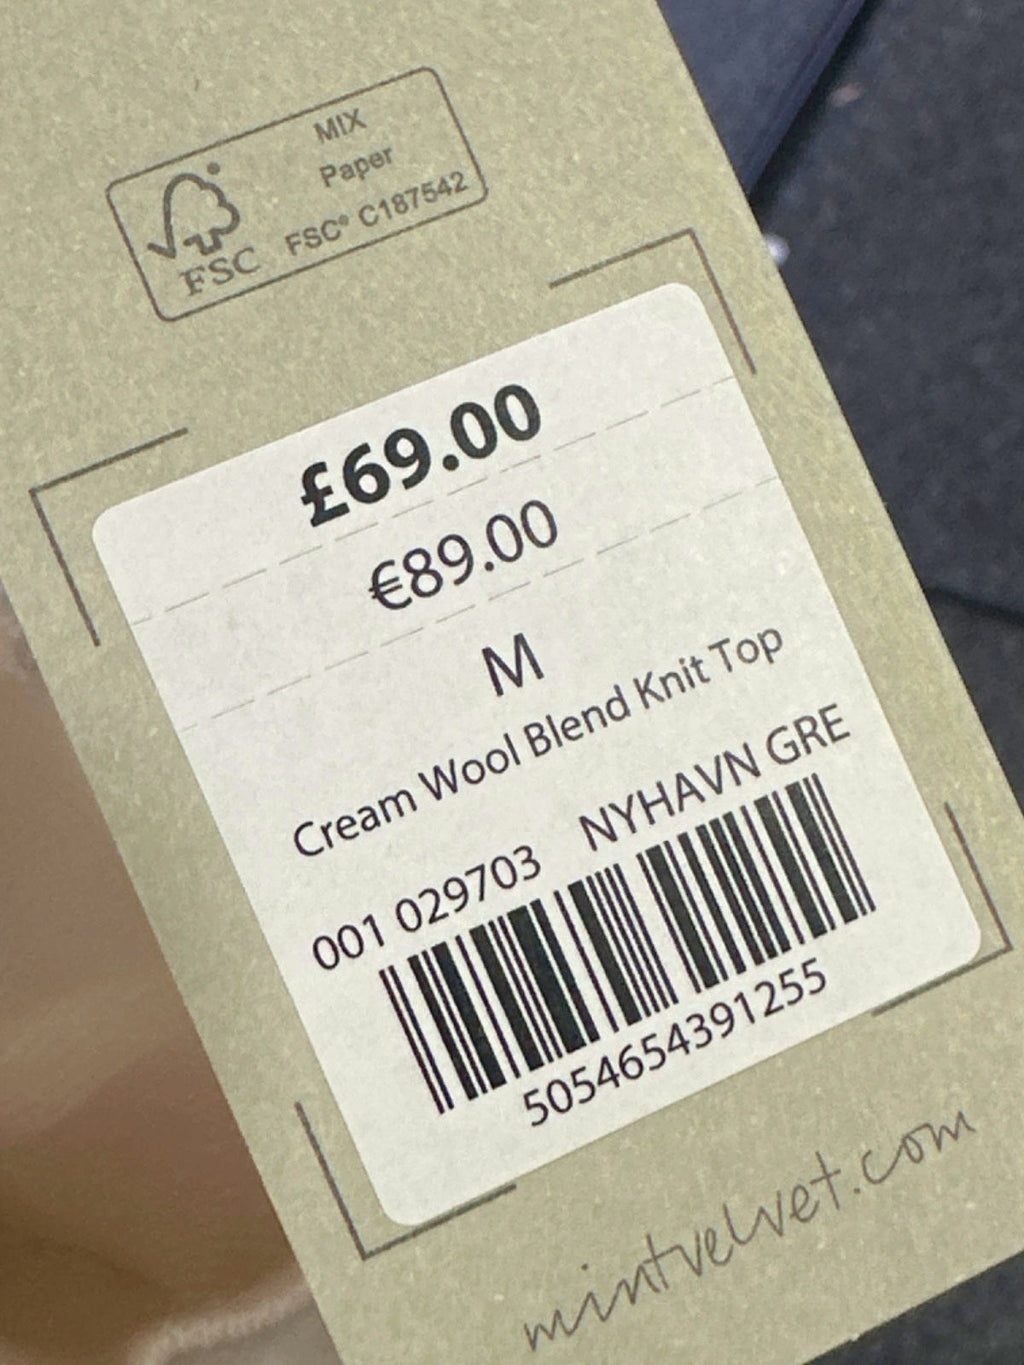 MIX
Paper
FSC® C187542
FSC
£69.00
€89.00
M
Cream Wool Blend Knit Top
001 029703 NYHAVN GRE
5054654391255
mintvelvet.com